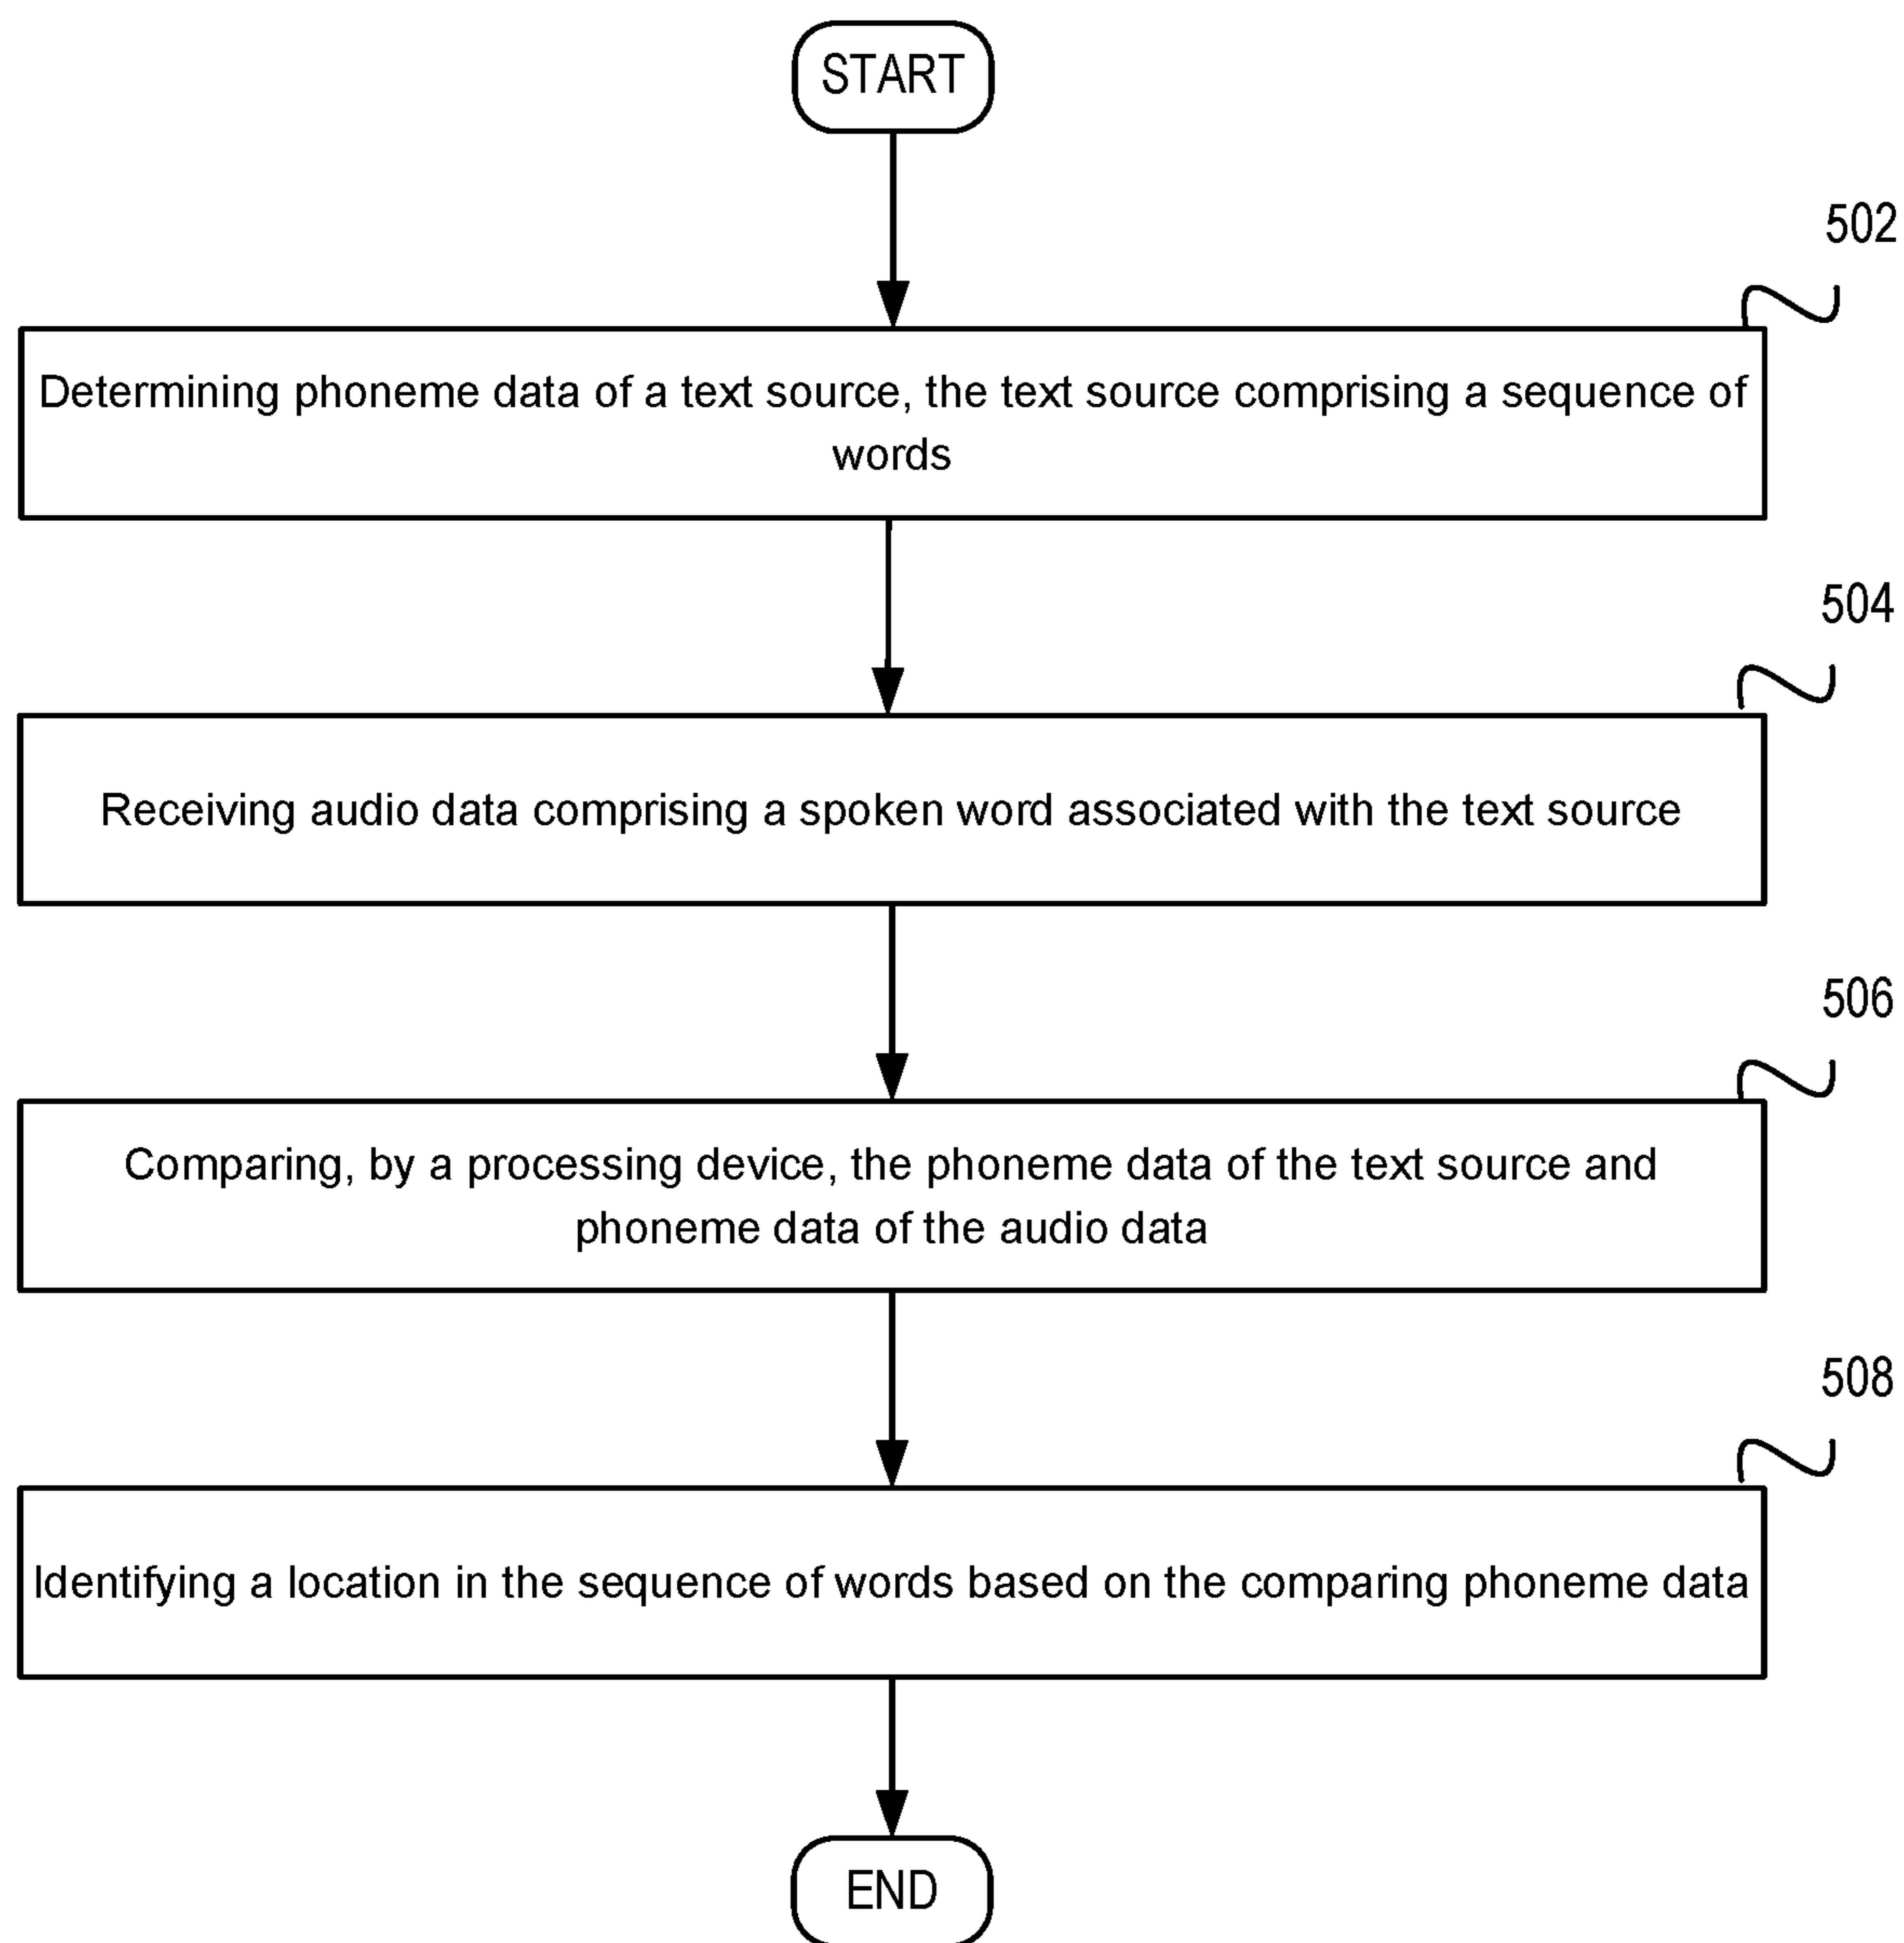 START
502
Determining phoneme data of a text source, the text source comprising a sequence of
words
504
Receiving audio data comprising a spoken word associated with the text source
506
Comparing, by a processing device, the phoneme data of the text source and
phoneme data of the audio data
508
Identifying a location in the sequence of words based on the comparing phoneme data
END